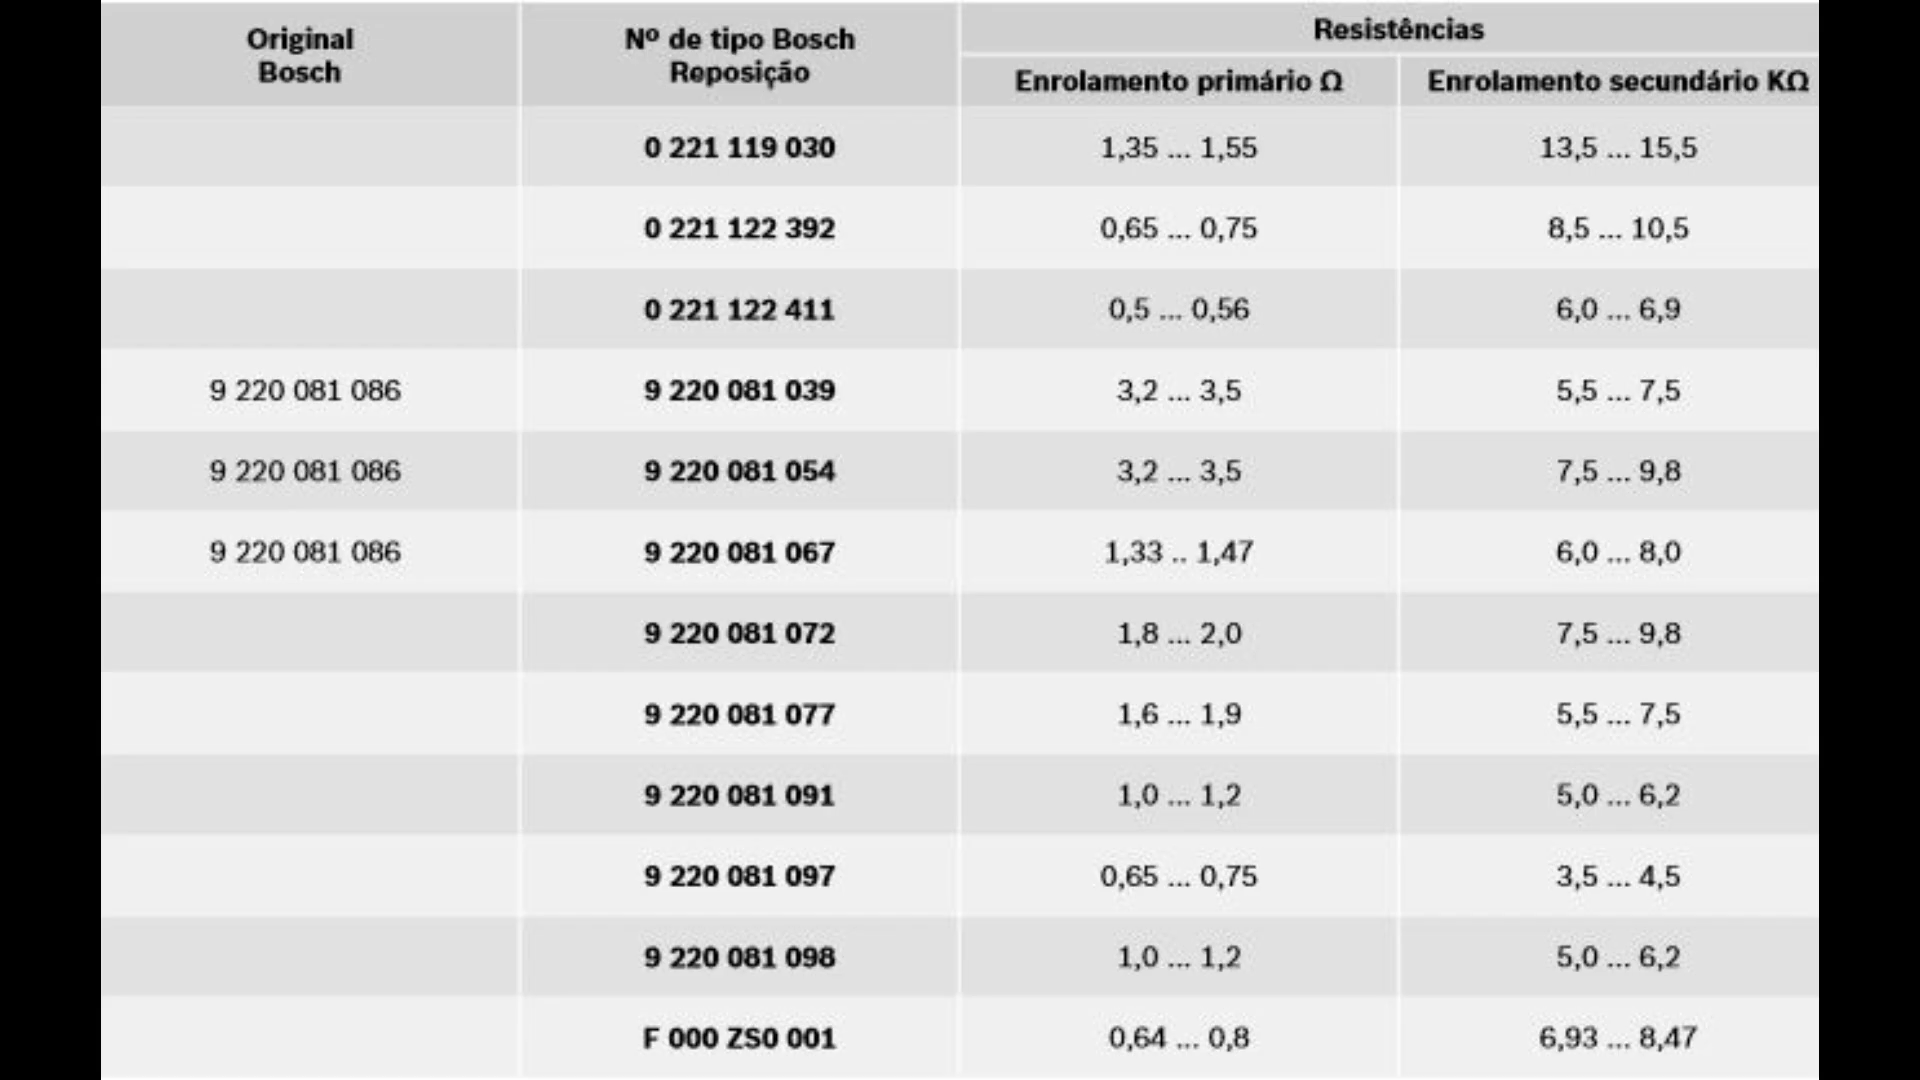 Original
Bosch
Nº de tipo Bosch
Reposição
Resistências
Enrolamento primário Ω
Enrolamento secundário KΩ
0 221 119 030
1,35 ... 1,55
13,5 ... 15,5
0 221 122 392
0,65 ... 0,75
8,5 ... 10,5
0 221 122 411
0,5 ... 0,56
6,0 ... 6,9
9 220 081 086
9 220 081 039
3,2 ... 3,5
5,5 ... 7,5
9 220 081 086
9 220 081 054
3,2 ... 3,5
7,5 ... 9,8
9 220 081 086
9 220 081 067
1,33 .. 1,47
6,0 ... 8,0
9 220 081 072
1,8 ... 2,0
7,5 ... 9,8
9 220 081 077
1,6 ... 1,9
5,5 ... 7,5
9 220 081 091
1,0 ... 1,2
5,0 ... 6,2
9 220 081 097
0,65 ... 0,75
3,5 ... 4,5
9 220 081 098
1,0 ... 1,2
5,0 ... 6,2
F 000 ZS0 001
0,64 ... 0,8
6,93 ... 8,47